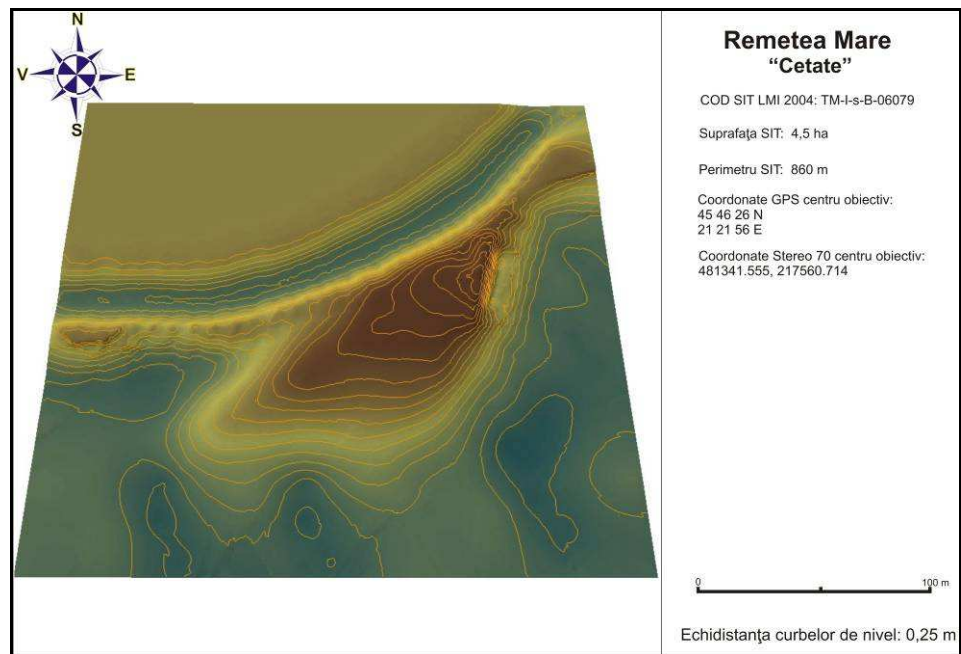 N
V E
S
Remetea Mare
“Cetate”
COD SIT LMI 2004: TM-I-s-B-06079
Suprafaţa SIT: 4,5 ha
Perimetru SIT: 860 m
Coordonate GPS centru obiectiv:
45 46 26 N
21 21 56 E
Coordonate Stereo 70 centru obiectiv:
481341.555, 217560.714
0 100 m
Echidistanţa curbelor de nivel: 0,25 m